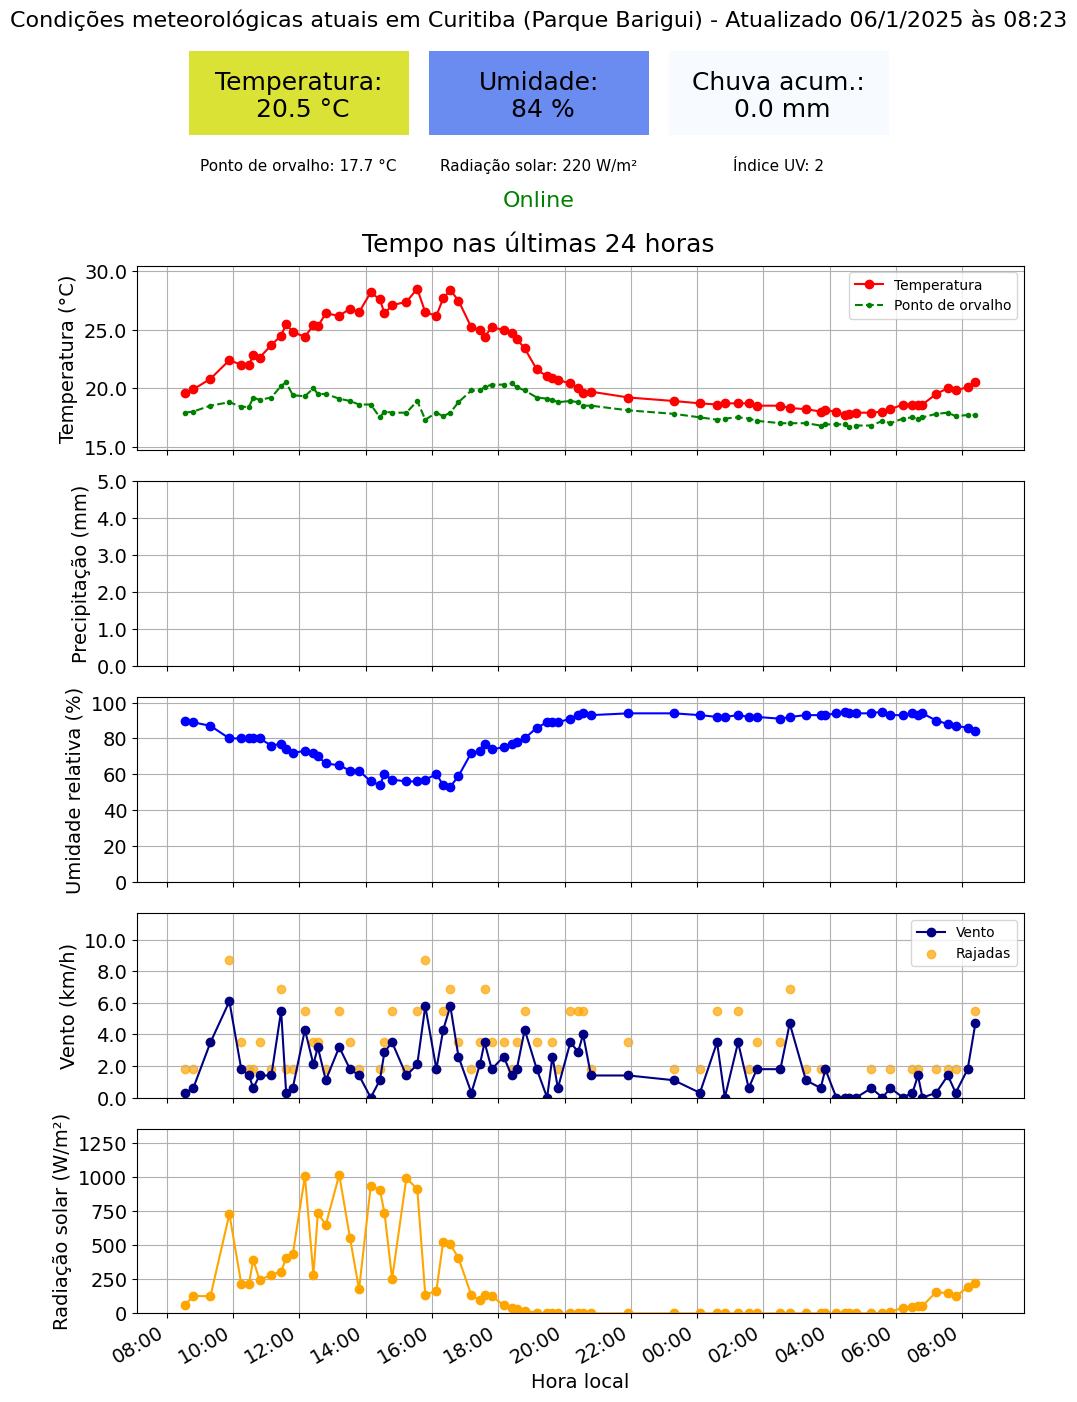 Condições meteorológicas atuais em Curitiba (Parque Barigui) - Atualizado 06/1/2025 às 08:23
Temperatura:
20.5 °C
Umidade:
84 %
Chuva acum.:
0.0 mm
Ponto de orvalho: 17.7 °C
Radiação solar: 220 W/m²
Índice UV: 2
Online
Tempo nas últimas 24 horas
Temperatura (°C)
30.0
25.0
20.0
15.0
Temperatura
Ponto de orvalho
Precipitação (mm)
5.0
4.0
3.0
2.0
1.0
0.0
Umidade relativa (%)
100
80
60
40
20
0
Vento (km/h)
10.0
8.0
6.0
4.0
2.0
0.0
Vento
Rajadas
Radiação solar (W/m²)
1250
1000
750
500
250
0
08:00
10:00
12:00
14:00
16:00
18:00
20:00
22:00
00:00
02:00
04:00
06:00
08:00
Hora local